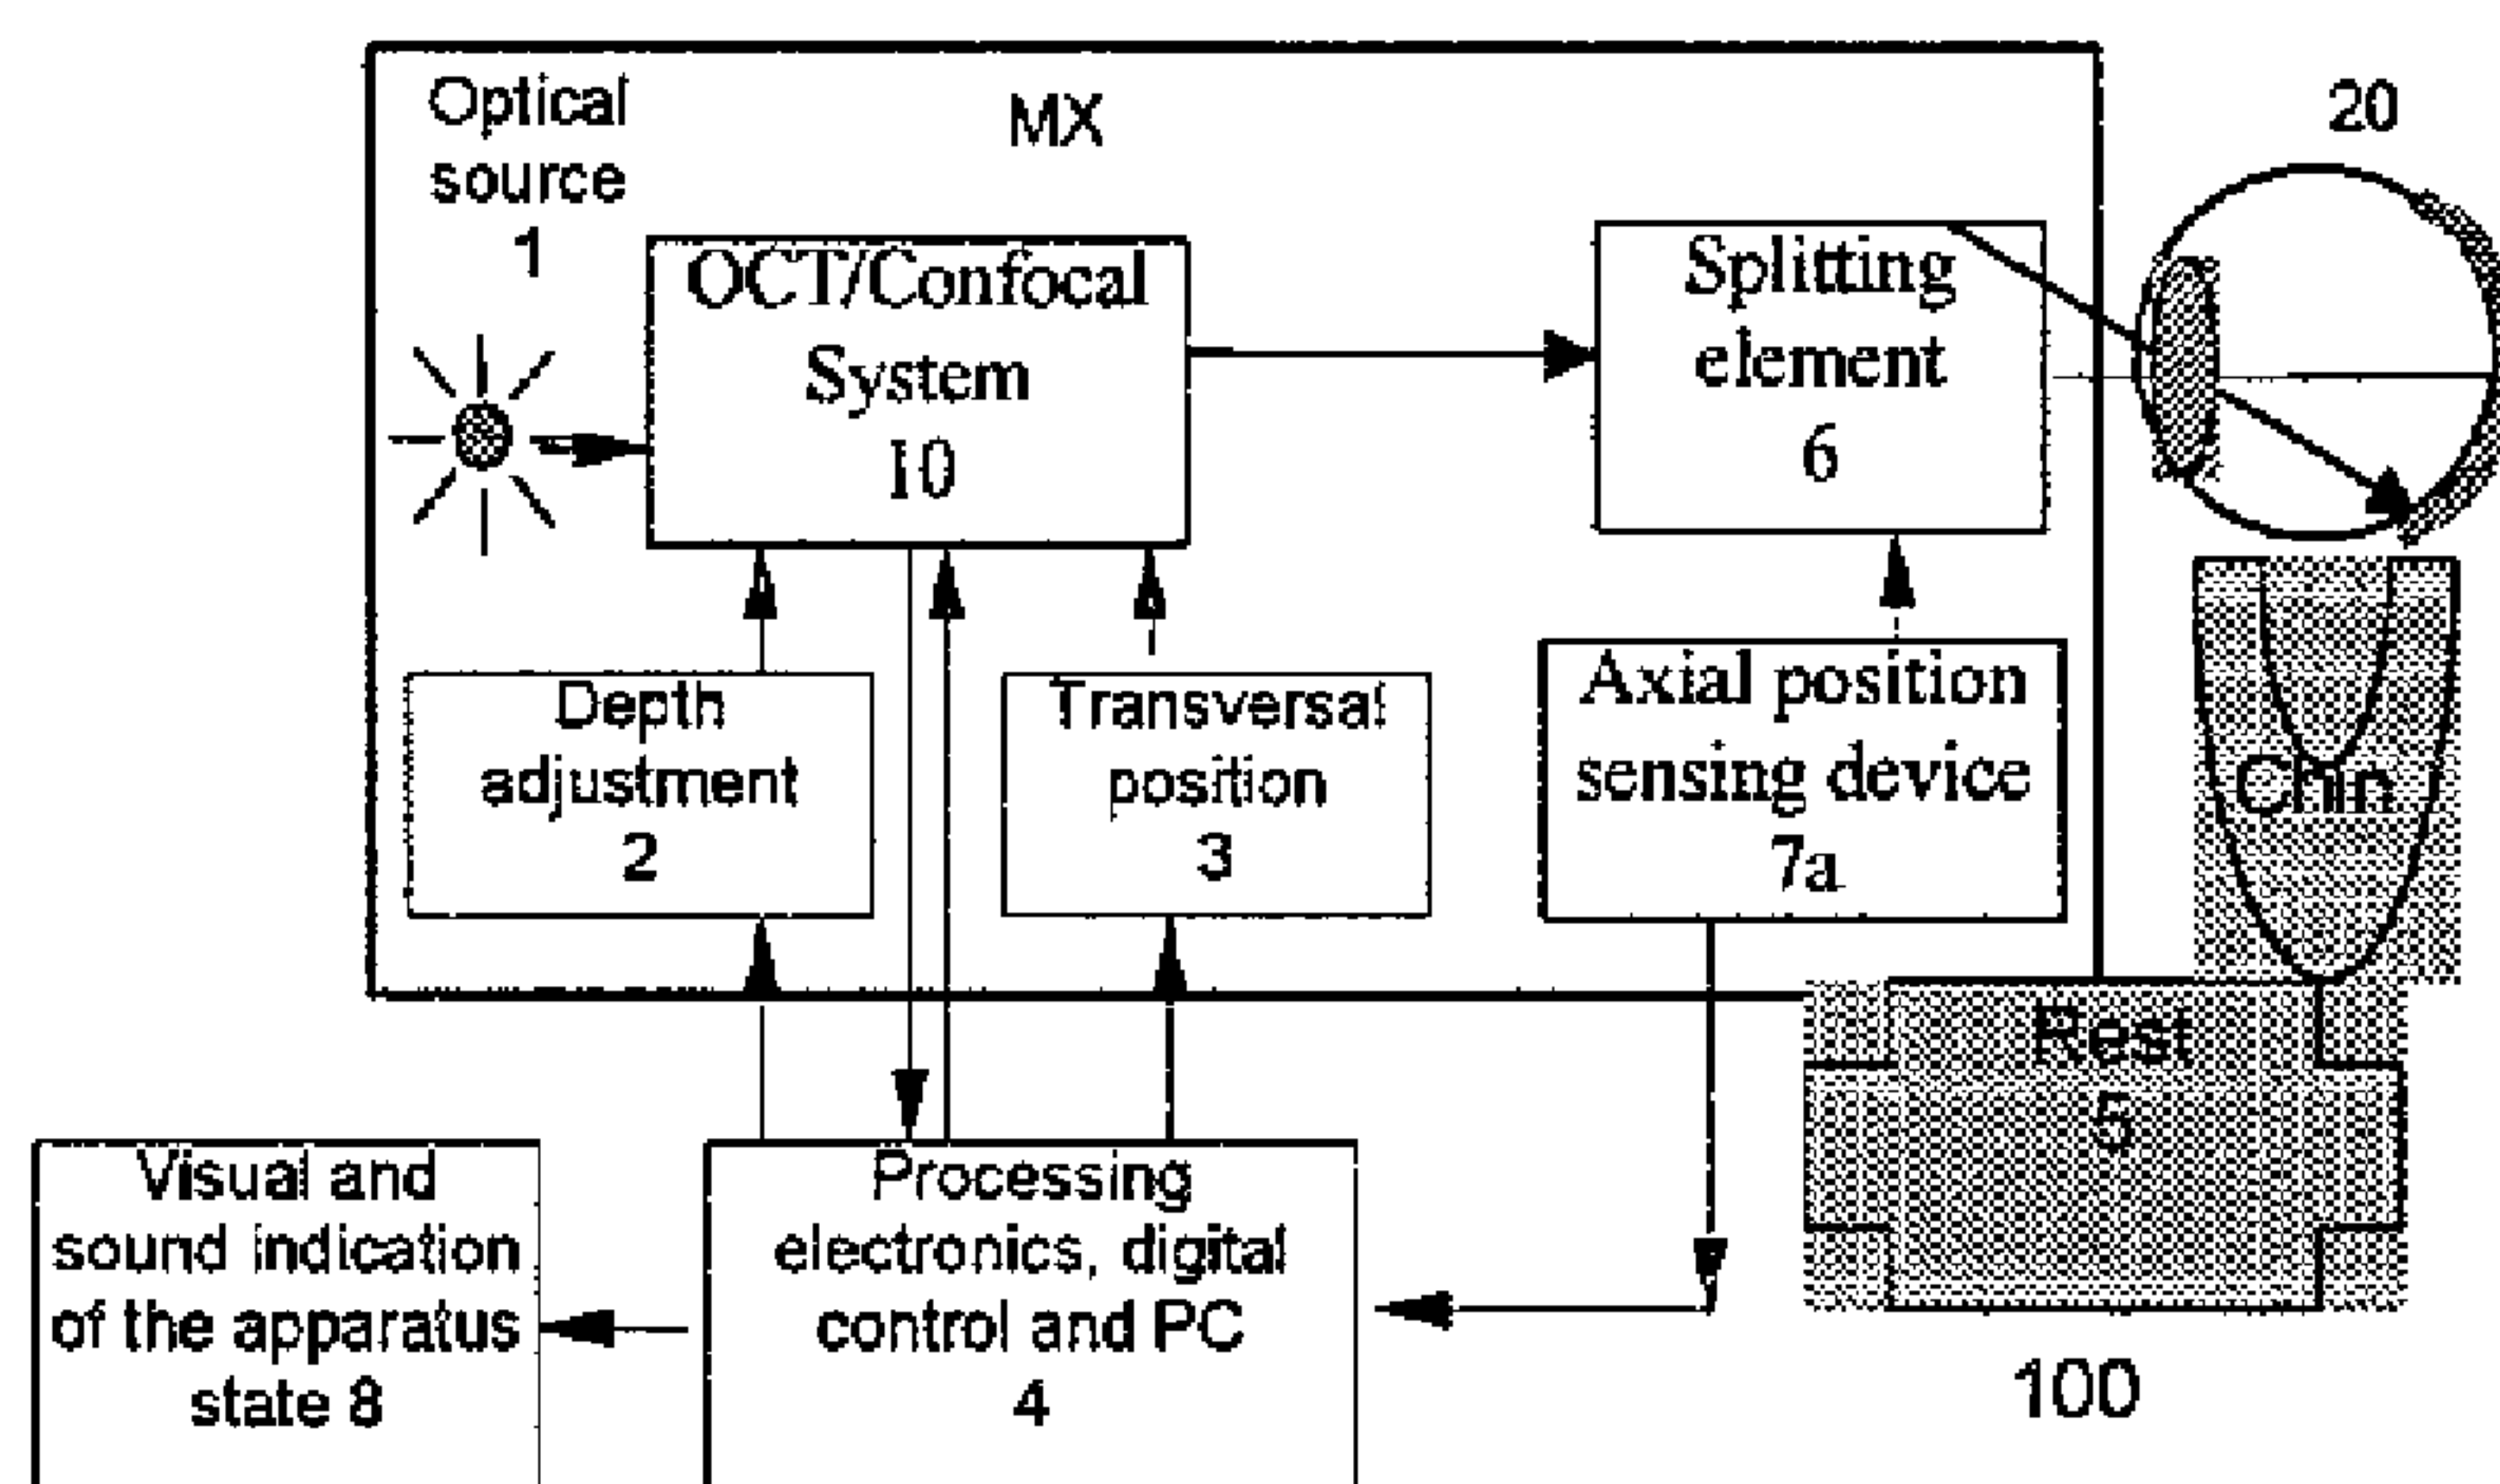 Optical
source
1
MX
20
OCT/Confocal
System
10
Splitting
element
6
Depth
adjustment
2
Transversal
position
3
Axial position
sensing device
7a
Chin
Rest
5
Visual and
sound indication
of the apparatus
state 8
Processing
electronics, digital
control and PC
4
100